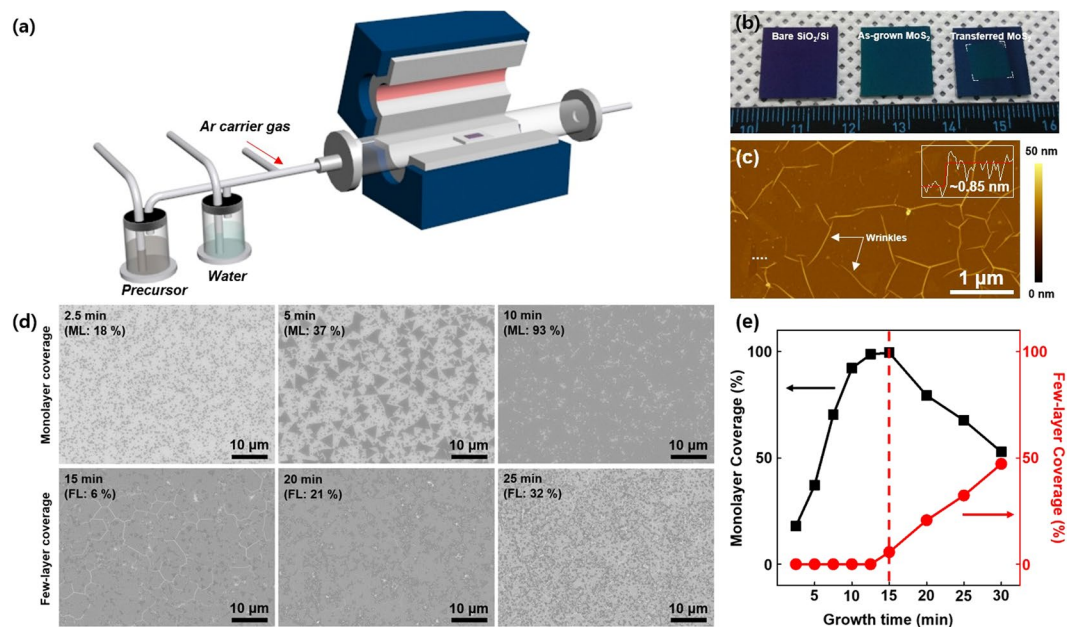 (a)
Ar carrier gas
Precursor
Water
(b)
Bare SiO₂/Si
As-grown MoS₂
Transferred MoS₂
10 11 12 13 14 15 16
(c)
~0.85 nm
Wrinkles
1 μm
50 nm
0 nm
(d)
Monolayer coverage
2.5 min
(ML: 18 %)
10 μm
5 min
(ML: 37 %)
10 μm
10 min
(ML: 93 %)
10 μm
Few-layer coverage
15 min
(FL: 6 %)
10 μm
20 min
(FL: 21 %)
10 μm
25 min
(FL: 32 %)
10 μm
(e)
Monolayer Coverage (%)
100
50
0
5 10 15 20 25 30
Growth time (min)
100
50
0
Few-layer Coverage (%)